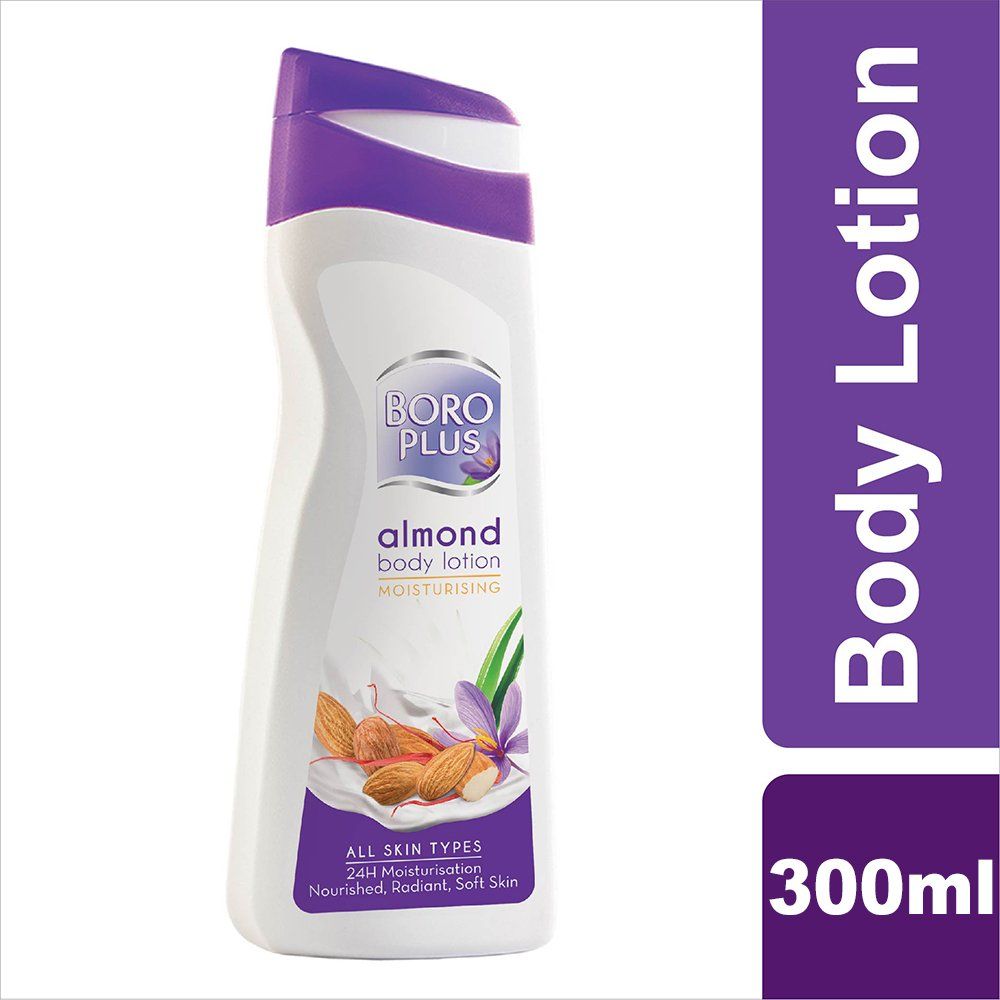 BORO
PLUS
almond
body lotion
MOISTURISING
ALL SKIN TYPES
24H Moisturisation
Nourished, Radiant, Soft Skin
Body Lotion
300ml